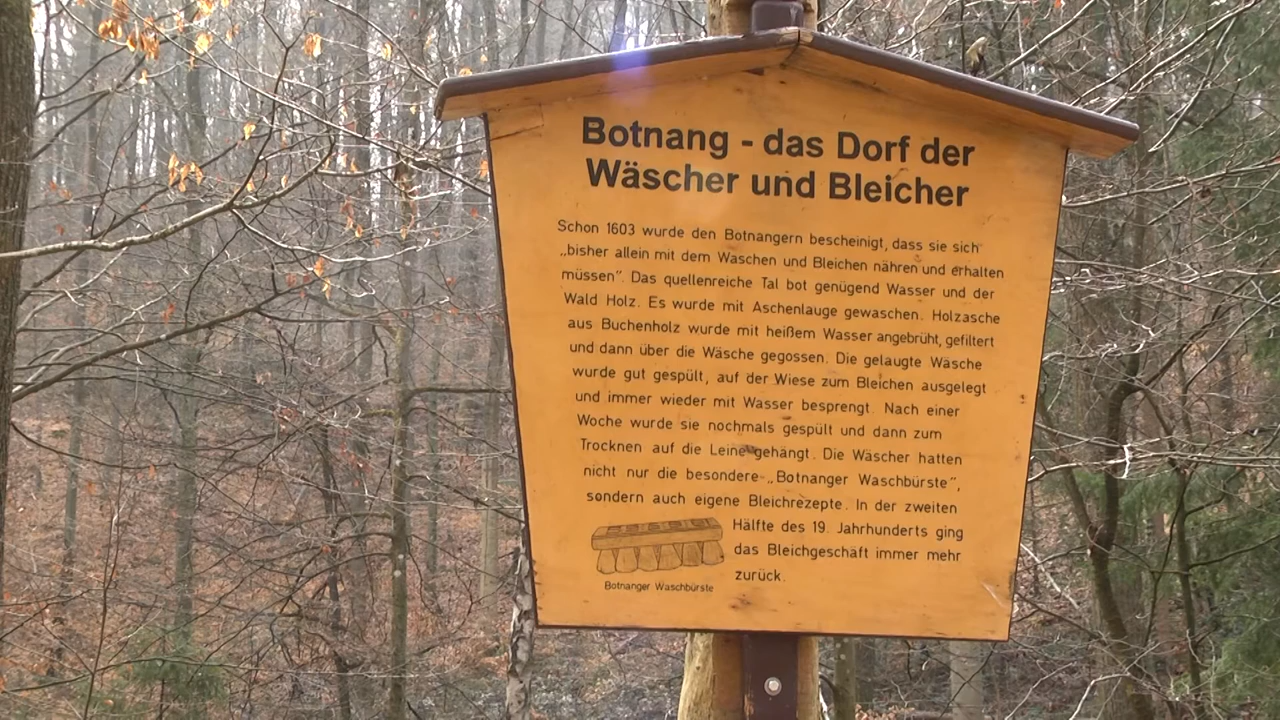 Botnang - das Dorf der
Wäscher und Bleicher
Schon 1603 wurde den Botnangern bescheinigt, dass sie sich
„bisher allein mit dem Waschen und Bleichen nähren und erhalten
müssen". Das quellenreiche Tal bot genügend Wasser und der
Wald Holz. Es wurde mit Aschenlauge gewaschen. Holzasche
aus Buchenholz wurde mit heißem Wasser angebrüht, gefiltert
und dann über die Wäsche gegossen. Die gelaugte Wäsche
wurde gut gespült, auf der Wiese zum Bleichen ausgelegt
und immer wieder mit Wasser besprengt. Nach einer
Woche wurde sie nochmals gespült und dann zum
Trocknen auf die Leine gehängt. Die Wäscher hatten
nicht nur die besondere „Botnanger Waschbürste",
sondern auch eigene Bleichrezepte. In der zweiten
Hälfte des 19. Jahrhunderts ging
das Bleichgeschäft immer mehr
zurück.
Botnanger Waschbürste